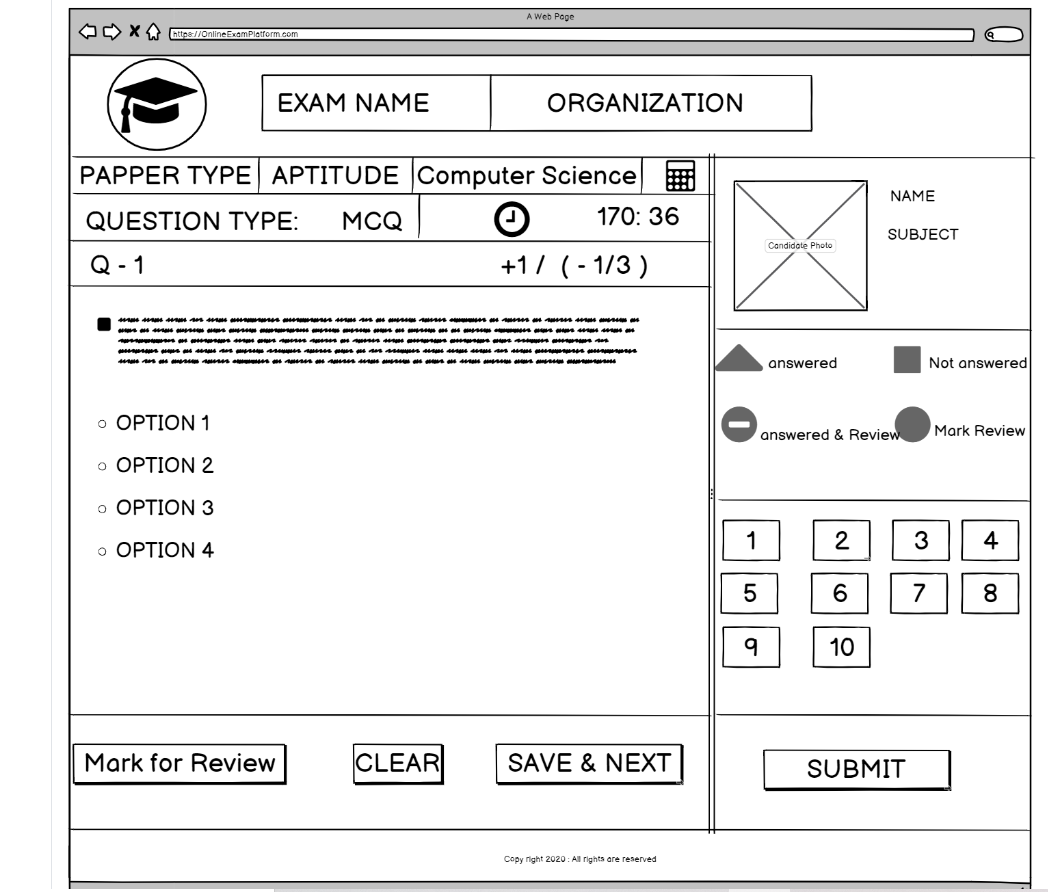 A Web Page
https://OnlineExamPlatform.com
EXAM NAME ORGANIZATION
PAPPER TYPE APTITUDE Computer Science
QUESTION TYPE: MCQ 170: 36
Q - 1 +1 / ( - 1/3 )
OPTION 1
OPTION 2
OPTION 3
OPTION 4
Mark for Review CLEAR SAVE & NEXT
Candidate Photo
NAME
SUBJECT
answered Not answered
answered & Review Mark Review
1 2 3 4
5 6 7 8
9 10
SUBMIT
Copy right 2020 : All rights are reserved